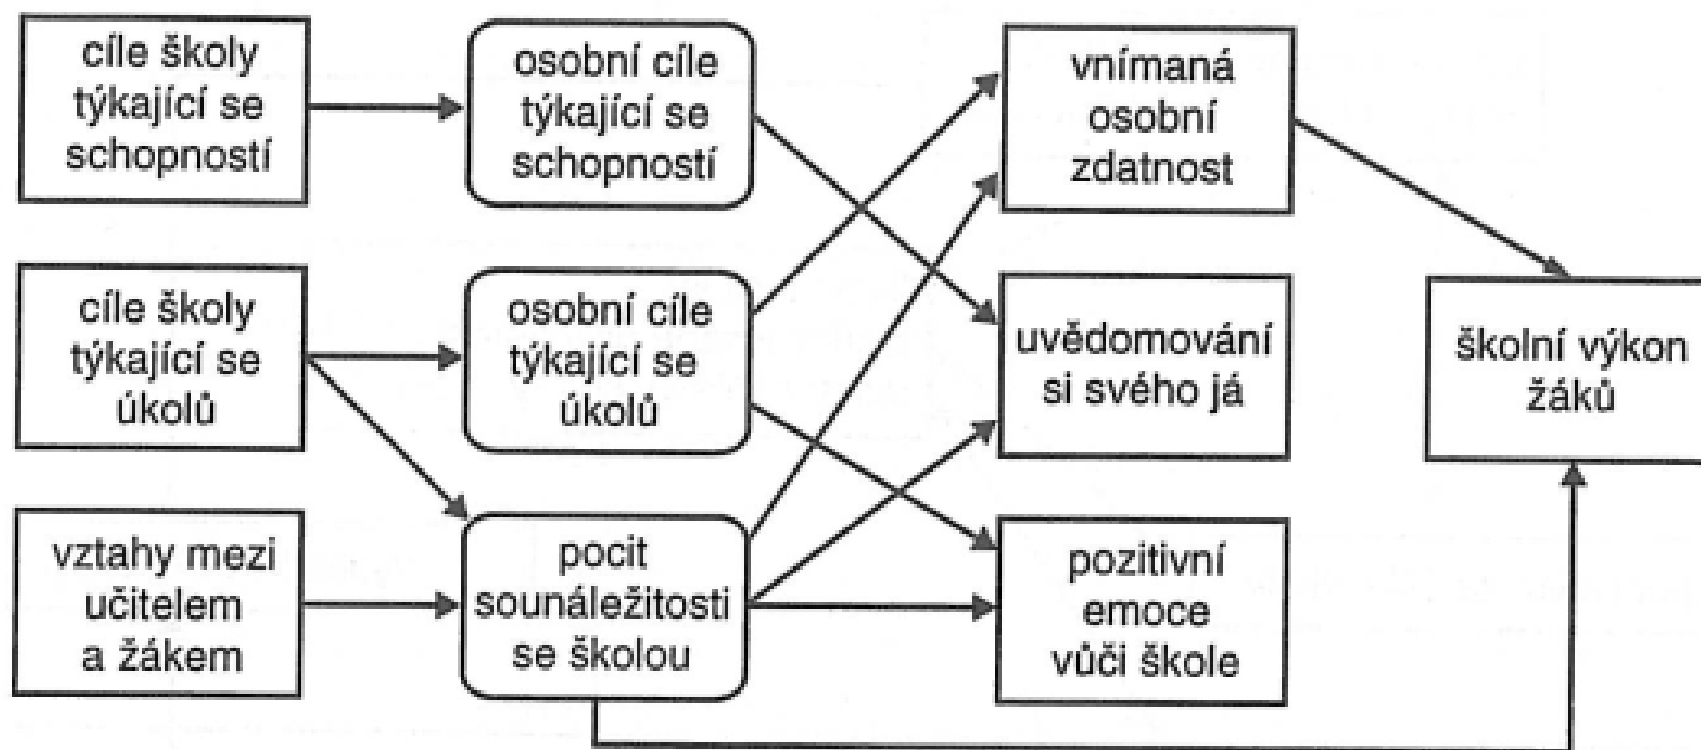 cíle školy
týkající se
schopností
osobní cíle
týkající se
schopností
vnímaná
osobní
zdatnost
cíle školy
týkající se
úkolů
osobní cíle
týkající se
úkolů
uvědomování
si svého já
školní výkon
žáků
vztahy mezi
učitelem
a žákem
pocit
sounáležitosti
se školou
pozitivní
emoce
vůči škole